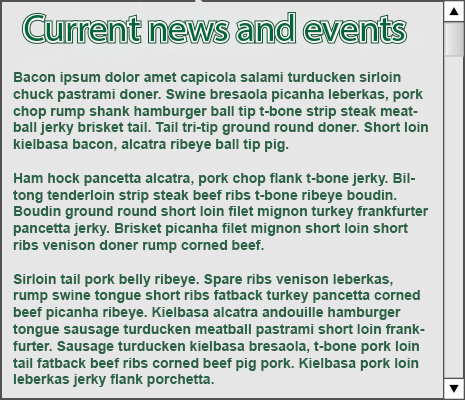 Current news and events
Bacon ipsum dolor amet capicola salami turducken sirloin
chuck pastrami doner. Swine bresaola picanha leberkas, pork
chop rump shank hamburger ball tip t-bone strip steak meat-
ball jerky brisket tail. Tail tri-tip ground round doner. Short loin
kielbasa bacon, alcatra ribeye ball tip pig.
Ham hock pancetta alcatra, pork chop flank t-bone jerky. Bil-
tong tenderloin strip steak beef ribs t-bone ribeye boudin.
Boudin ground round short loin filet mignon turkey frankfurter
pancetta jerky. Brisket picanha filet mignon short loin short
ribs venison doner rump corned beef.
Sirloin tail pork belly ribeye. Spare ribs venison leberkas,
rump swine tongue short ribs fatback turkey pancetta corned
beef picanha ribeye. Kielbasa alcatra andouille hamburger
tongue sausage turducken meatball pastrami short loin frank-
furter. Sausage turducken kielbasa bresaola, t-bone pork loin
tail fatback beef ribs corned beef pig pork. Kielbasa pork loin
leberkas jerky flank porchetta.